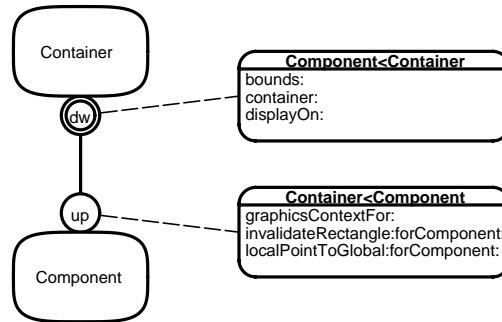 Container
dw
up
Component
Component<Container
bounds:
container:
displayOn:
Container<Component
graphicsContextFor:
invalidateRectangle:forComponent:
localPointToGlobal:forComponent: